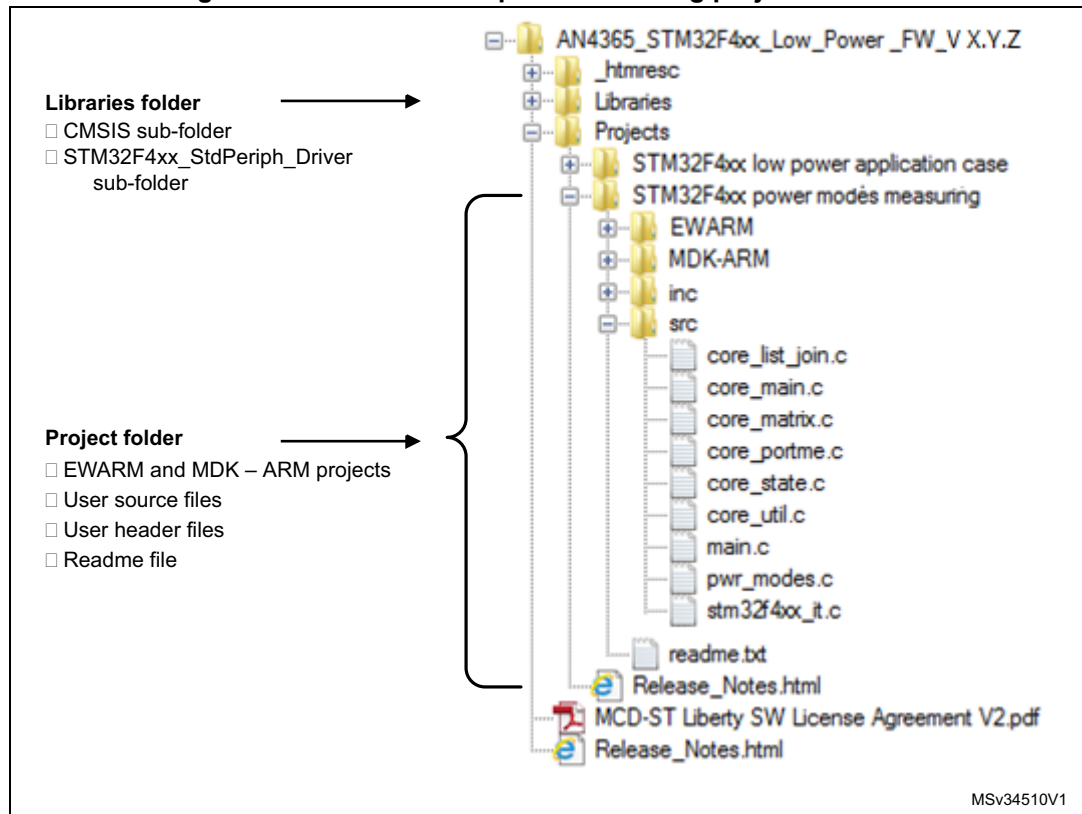 AN4365_STM32F4xx_Low_Power _FW_V X.Y.Z
_htmresc
Libraries
Projects
STM32F4xx low power application case
STM32F4xx power modes measuring
EWARM
MDK-ARM
inc
src
core_list_join.c
core_main.c
core_matrix.c
core_portme.c
core_state.c
core_util.c
main.c
pwr_modes.c
stm32f4xx_it.c
readme.txt
Release_Notes.html
MCD-ST Liberty SW License Agreement V2.pdf
Release_Notes.html
Libraries folder
□ CMSIS sub-folder
□ STM32F4xx_StdPeriph_Driver
sub-folder
Project folder
□ EWARM and MDK – ARM projects
□ User source files
□ User header files
□ Readme file
MSv34510V1